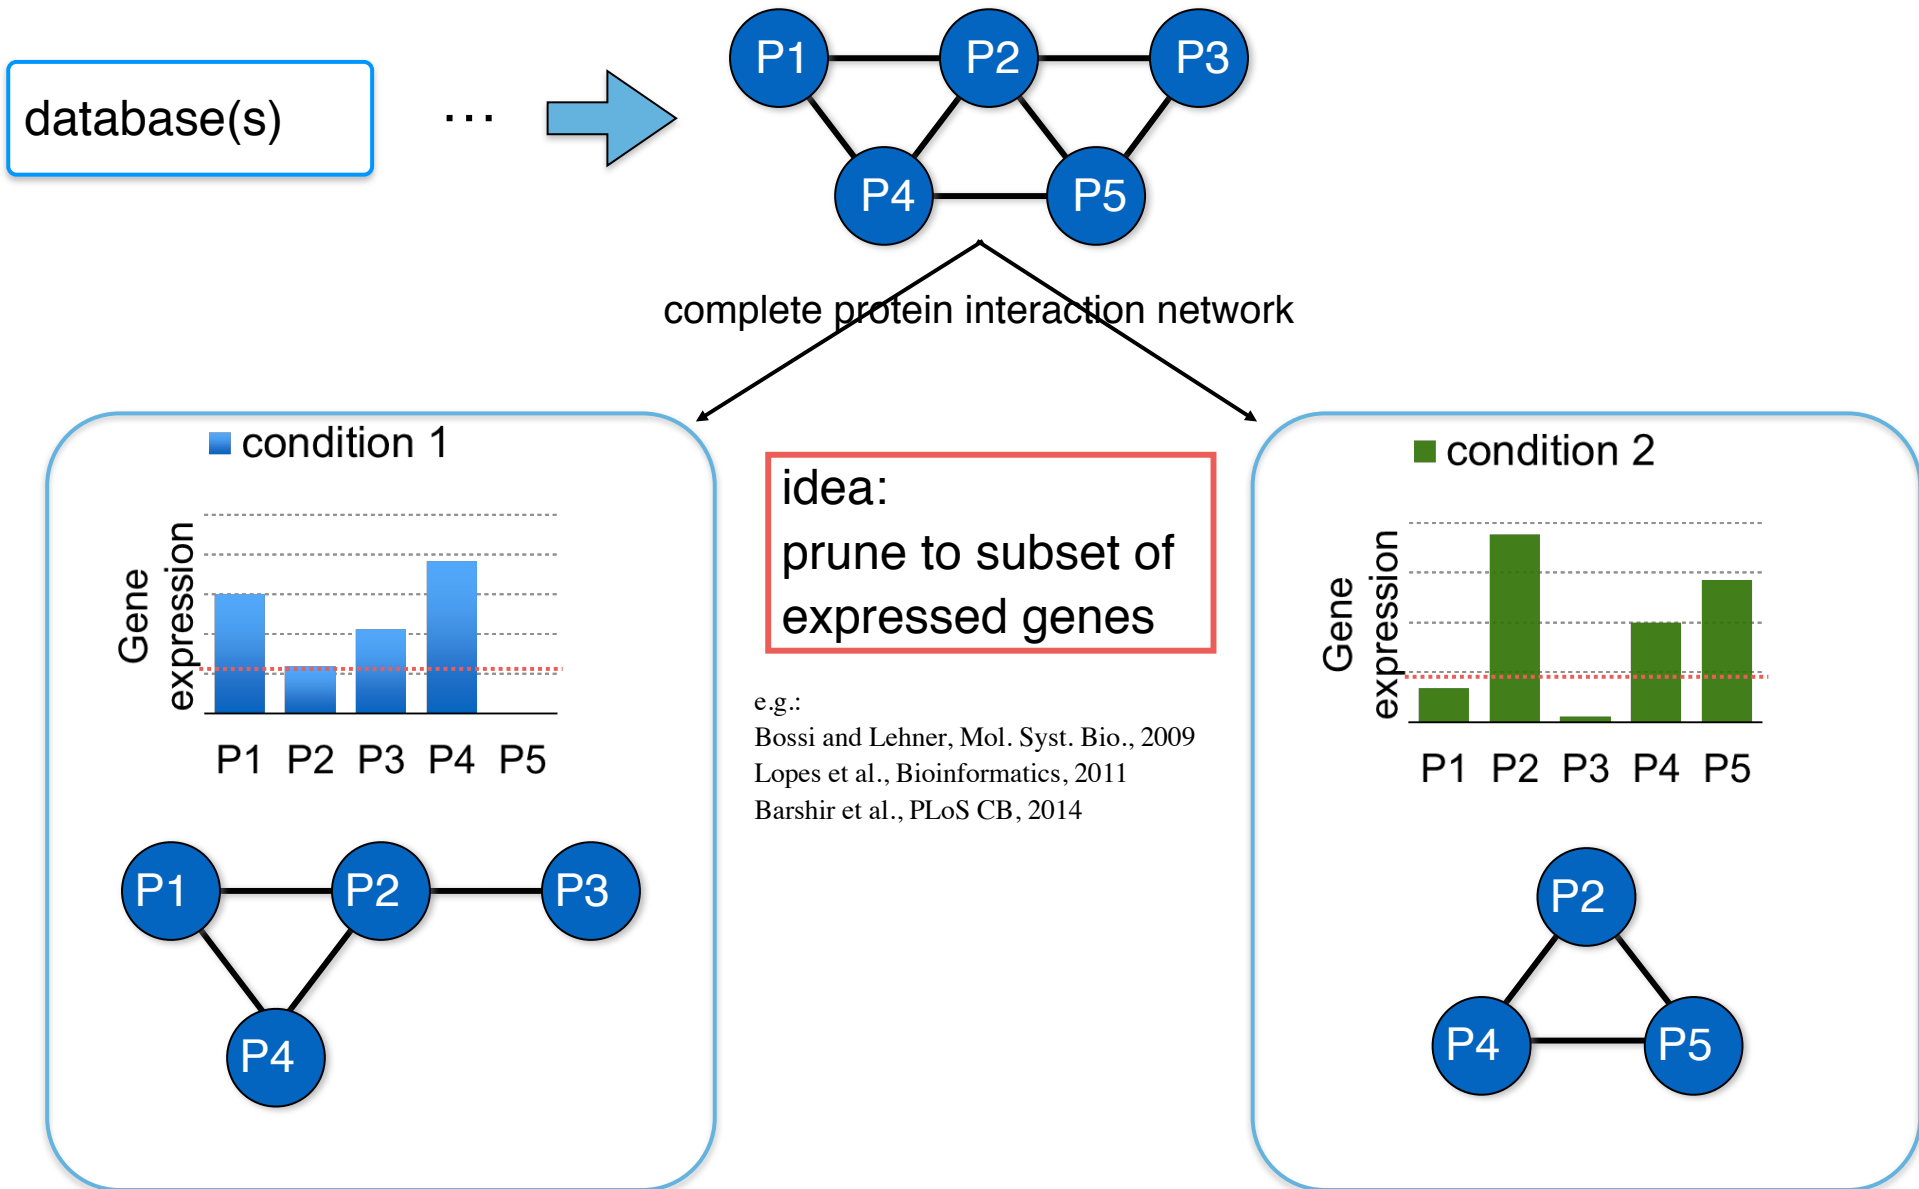 database(s)
...
P1
P2
P3
P4
P5
complete protein interaction network
condition 1
Gene
expression
P1 P2 P3 P4 P5
P1
P2
P3
P4
idea:
prune to subset of
expressed genes
e.g.:
Bossi and Lehner, Mol. Syst. Bio., 2009
Lopes et al., Bioinformatics, 2011
Barshir et al., PLoS CB, 2014
condition 2
Gene
expression
P1 P2 P3 P4 P5
P2
P4
P5